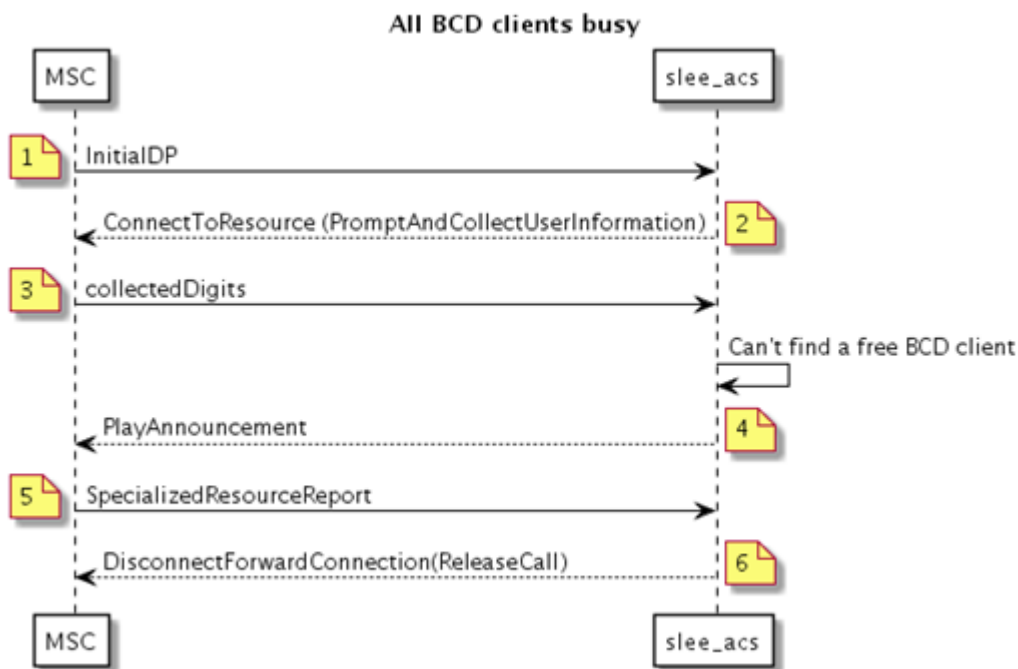 All BCD clients busy
MSC slee_acs
1 InitialDP
ConnectToResource (PromptAndCollectUserInformation) 2
3 collectedDigits
Can't find a free BCD client
PlayAnnouncement 4
5 SpecializedResourceReport
DisconnectForwardConnection(ReleaseCall) 6
MSC slee_acs